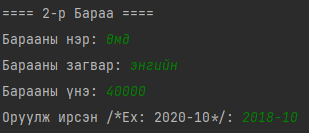 ==== 2-р Бараа ====
Барааны нэр: өмд
Барааны загвар: энгийн
Барааны үнэ: 40000
Оруулж ирсэн /*Ex: 2020-10*/: 2018-10